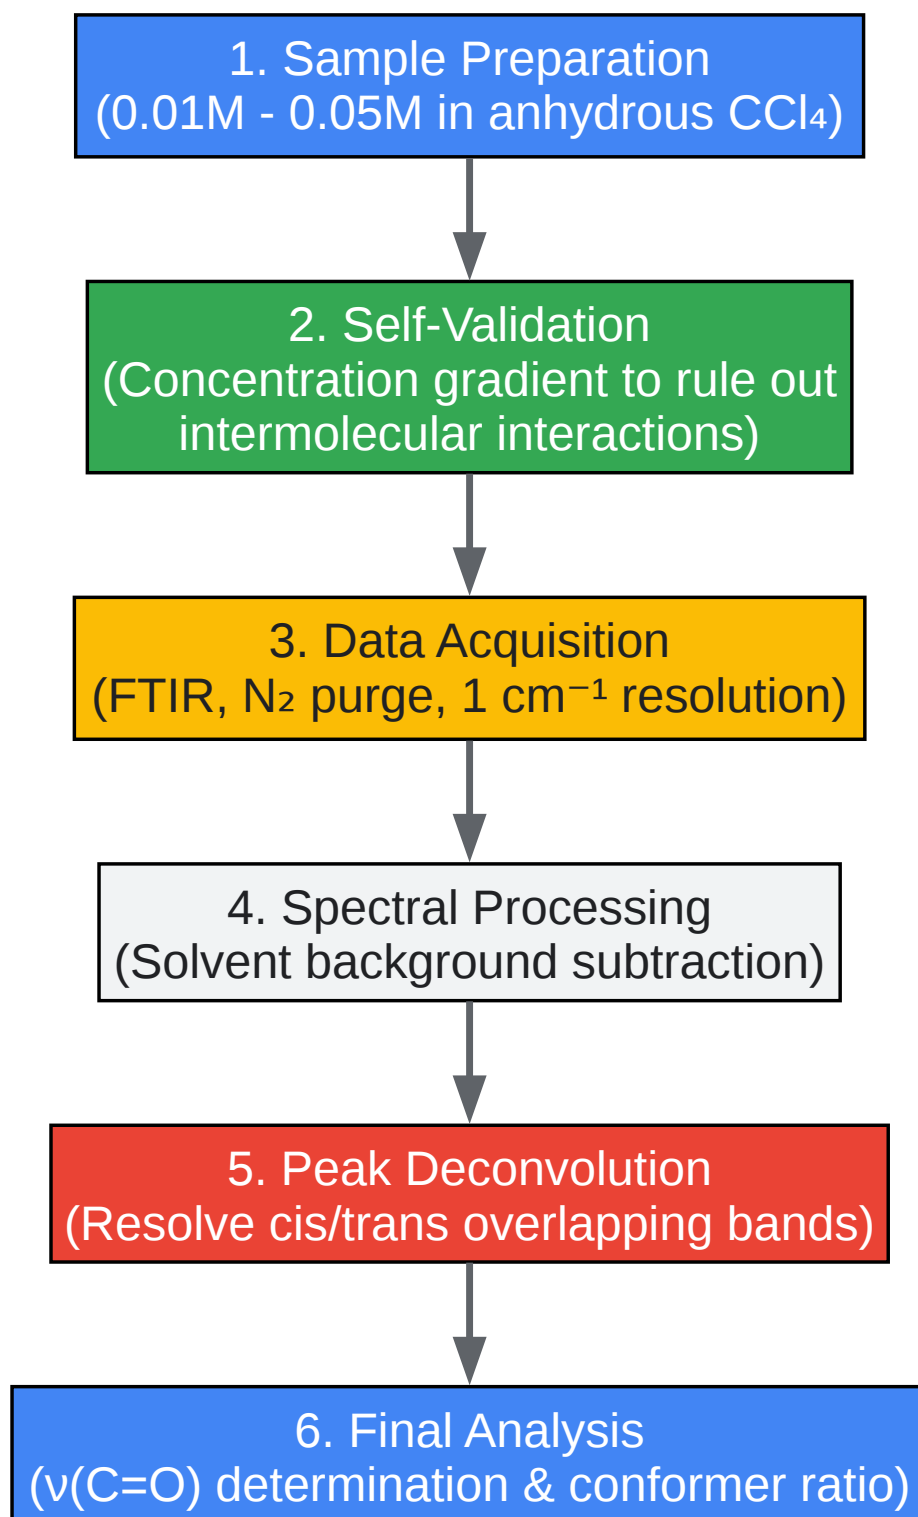 1. Sample Preparation
(0.01M - 0.05M in anhydrous CCl₄)
2. Self-Validation
(Concentration gradient to rule out
intermolecular interactions)
3. Data Acquisition
(FTIR, N₂ purge, 1 cm⁻¹ resolution)
4. Spectral Processing
(Solvent background subtraction)
5. Peak Deconvolution
(Resolve cis/trans overlapping bands)
6. Final Analysis
(ν(C=O) determination & conformer ratio)